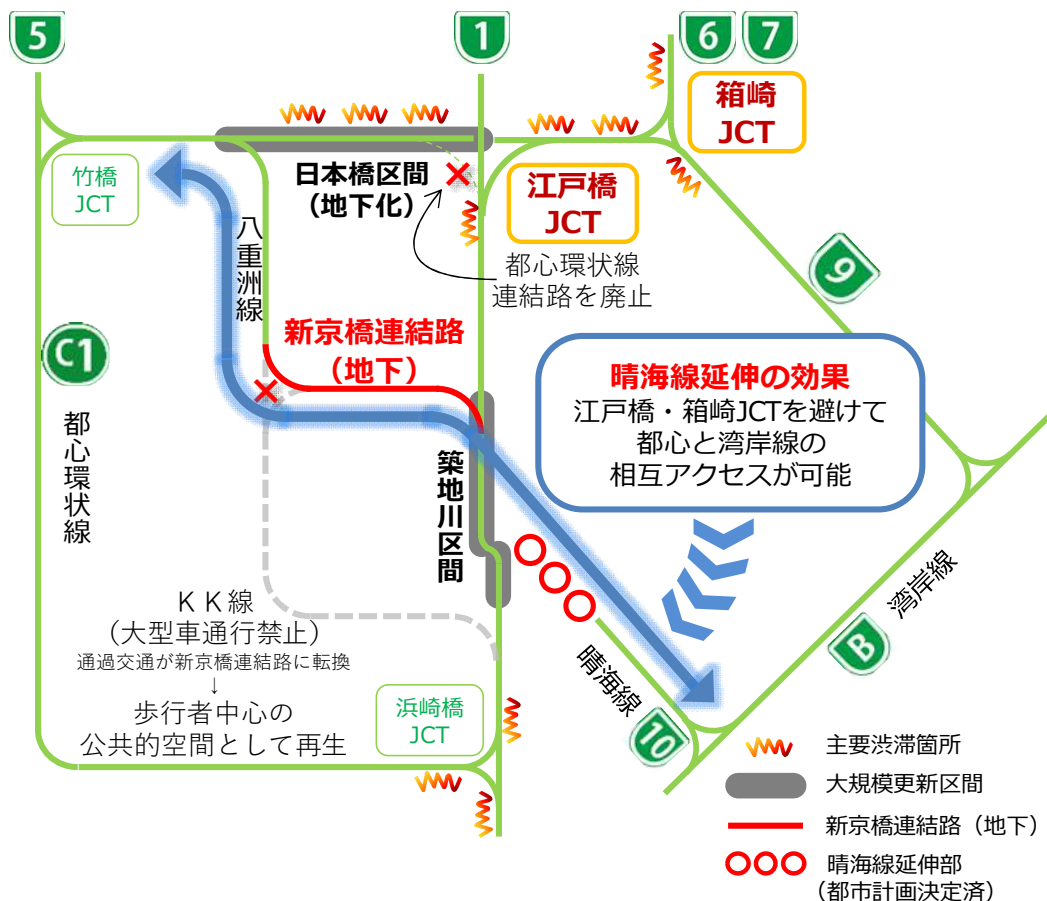 5
1
6
7
箱崎
JCT
竹橋
JCT
日本橋区間
（地下化）
江戸橋
JCT
八重洲線
都心環状線
連結路を廃止
9
C1
新京橋連結路
（地下）
晴海線延伸の効果
江戸橋・箱崎JCTを避けて
都心と湾岸線の
相互アクセスが可能
都心環状線
築地川区間
湾岸線
B
ＫＫ線
（大型車通行禁止）
通過交通が新京橋連結路に転換
↓
歩行者中心の
公共的空間として再生
浜崎橋
JCT
晴海線
10
主要渋滞箇所
大規模更新区間
新京橋連結路（地下）
晴海線延伸部
（都市計画決定済）